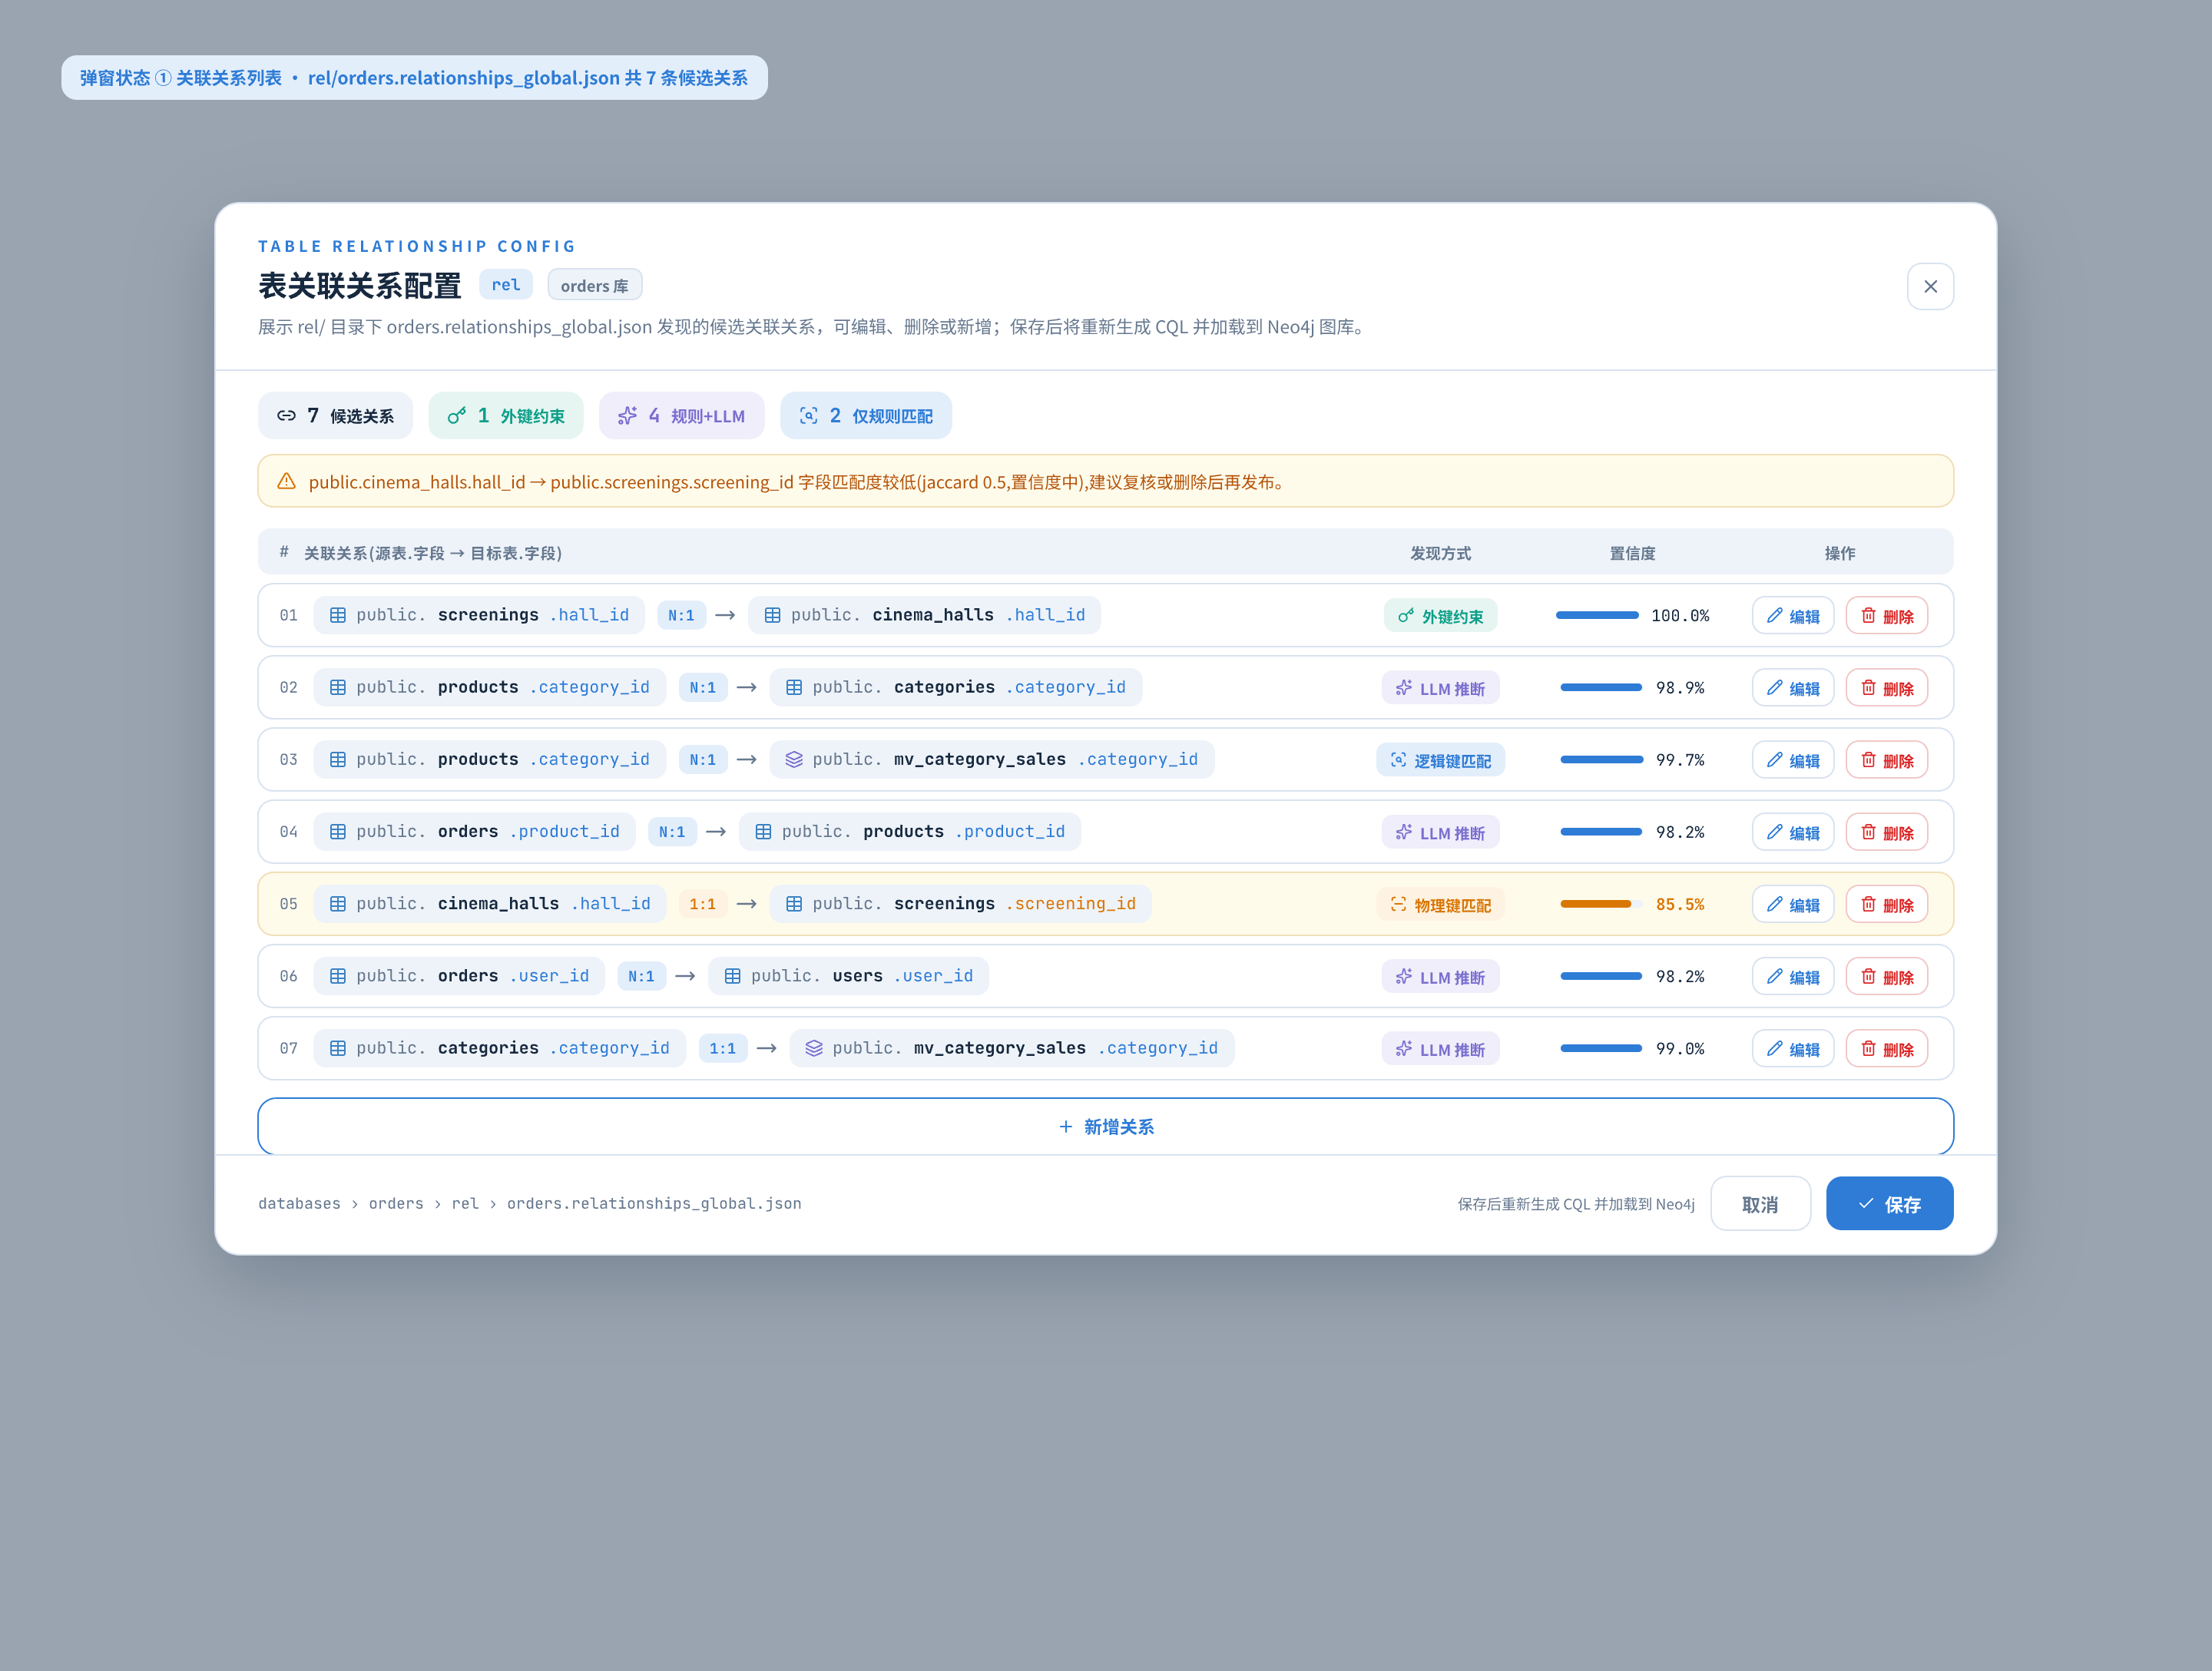 弹窗状态 ① 关联关系列表 · rel/orders.relationships_global.json 共 7 条候选关系
TABLE RELATIONSHIP CONFIG
表关联关系配置 rel orders 库
展示 rel/ 目录下 orders.relationships_global.json 发现的候选关联关系，可编辑、删除或新增；保存后将重新生成 CQL 并加载到 Neo4j 图库。
7 候选关系 1 外键约束 4 规则+LLM 2 仅规则匹配
public.cinema_halls.hall_id → public.screenings.screening_id 字段匹配度较低(jaccard 0.5,置信度中),建议复核或删除后再发布。
# 关联关系(源表.字段 → 目标表.字段) 发现方式 置信度 操作
01 public. screenings .hall_id N:1 → public. cinema_halls .hall_id 外键约束 100.0% 编辑 删除
02 public. products .category_id N:1 → public. categories .category_id LLM 推断 98.9% 编辑 删除
03 public. products .category_id N:1 → public. mv_category_sales .category_id 逻辑键匹配 99.7% 编辑 删除
04 public. orders .product_id N:1 → public. products .product_id LLM 推断 98.2% 编辑 删除
05 public. cinema_halls .hall_id 1:1 → public. screenings .screening_id 物理键匹配 85.5% 编辑 删除
06 public. orders .user_id N:1 → public. users .user_id LLM 推断 98.2% 编辑 删除
07 public. categories .category_id 1:1 → public. mv_category_sales .category_id LLM 推断 99.0% 编辑 删除
+ 新增关系
databases › orders › rel › orders.relationships_global.json 保存后重新生成 CQL 并加载到 Neo4j 取消 保存